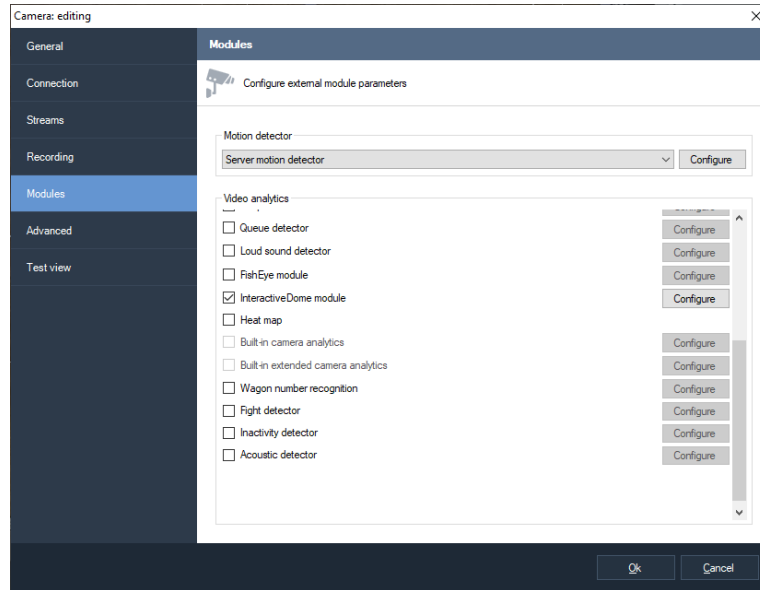 Camera: editing
General
Modules
Connection
Configure external module parameters
Streams
Motion detector
Recording
Server motion detector Configure
Modules
Video analytics
Queue detector Configure
Advanced
Loud sound detector Configure
Test view
FishEye module Configure
InteractiveDome module Configure
Heat map
Built-in camera analytics Configure
Built-in extended camera analytics Configure
Wagon number recognition Configure
Fight detector Configure
Inactivity detector Configure
Acoustic detector Configure
Ok Cancel